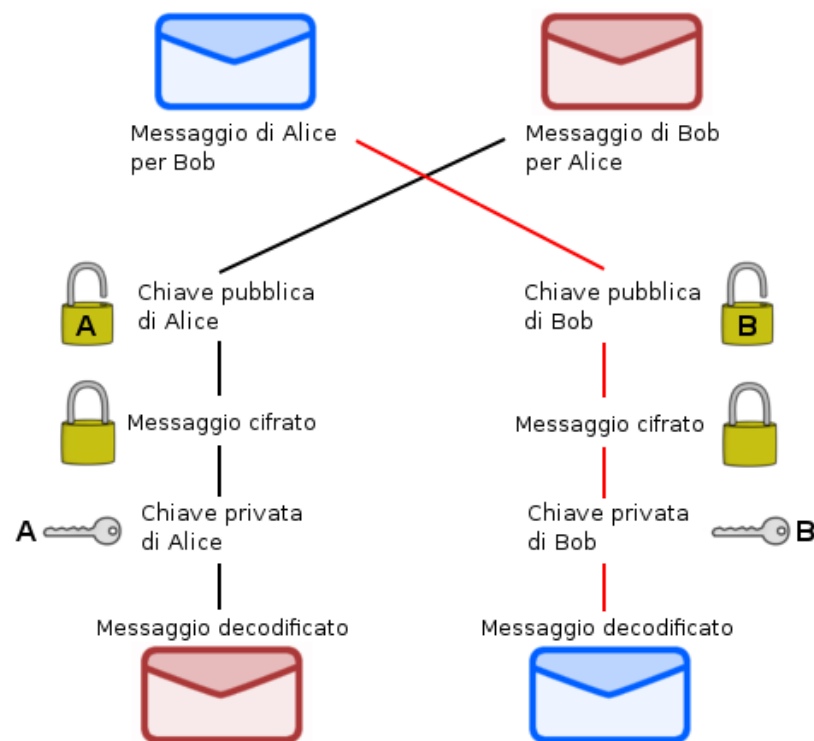 Messaggio di Alice
per Bob
Messaggio di Bob
per Alice
A
Chiave pubblica
di Alice
Chiave pubblica
di Bob
B
Messaggio cifrato
Messaggio cifrato
A
Chiave privata
di Alice
Chiave privata
di Bob
B
Messaggio decodificato
Messaggio decodificato